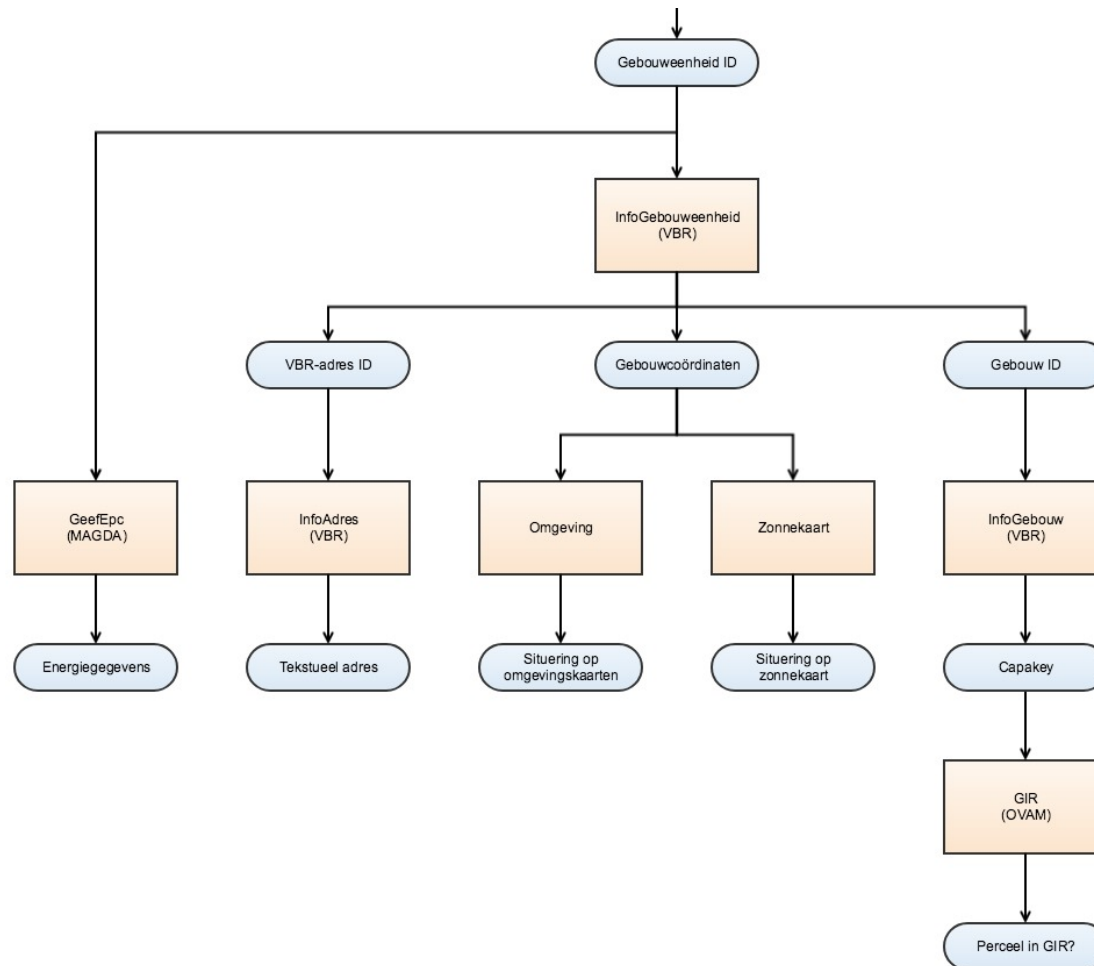 Gebouweenheid ID
InfoGebouweenheid
(VBR)
VBR-adres ID
Gebouwcoördinaten
Gebouw ID
GeefEpc
(MAGDA)
InfoAdres
(VBR)
Omgeving
Zonnekaart
InfoGebouw
(VBR)
Energiegegevens
Tekstueel adres
Situering op
omgevingskaarten
Situering op
zonnekaart
Capakey
GIR
(OVAM)
Perceel in GIR?